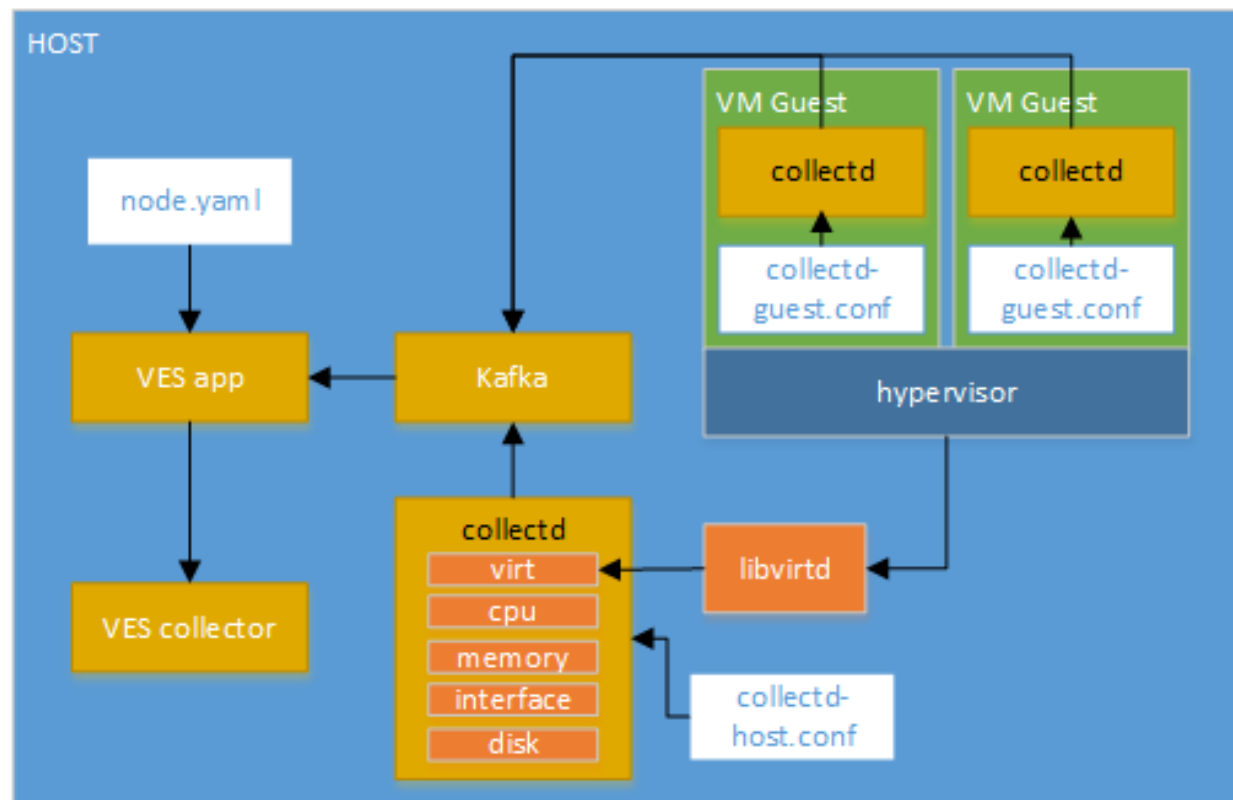 HOST
VM Guest
VM Guest
collectd
collectd
node.yaml
collectd-
guest.conf
collectd-
guest.conf
VES app
Kafka
hypervisor
collectd
virt
libvirtd
cpu
VES collector
memory
interface
collectd-
host.conf
disk